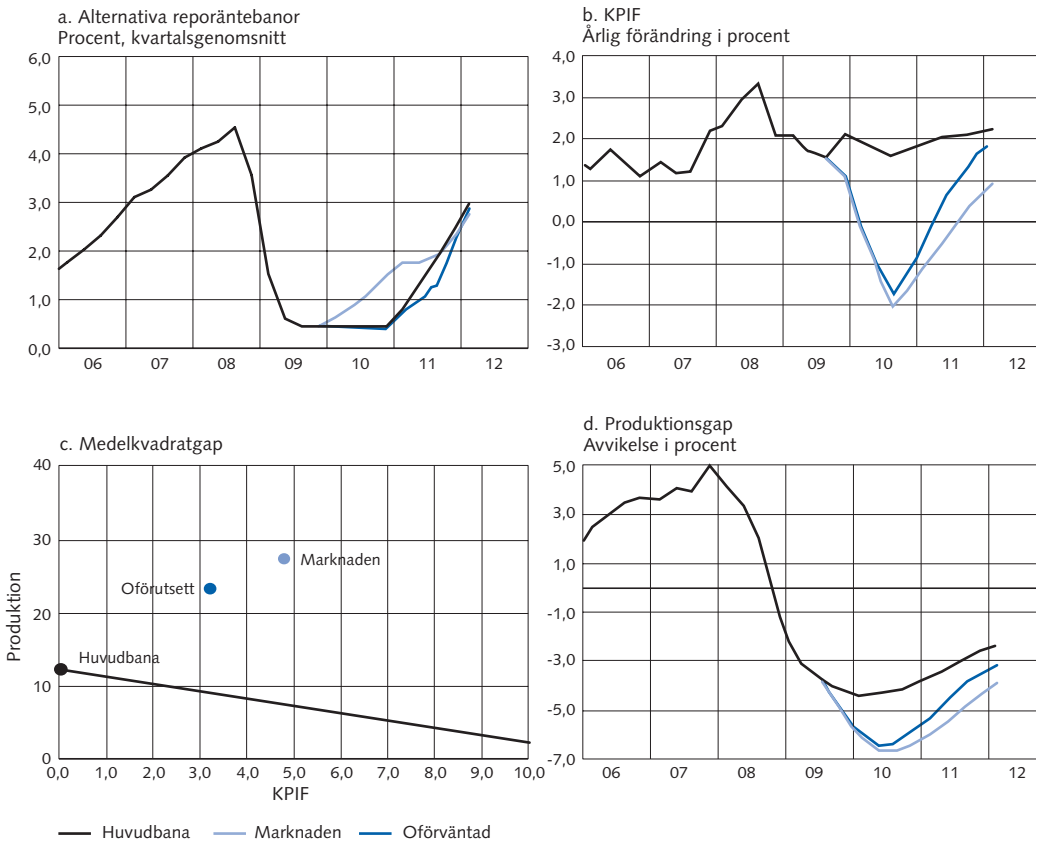 a. Alternativa reporäntebanor
Procent, kvartalsgenomsnitt
6,0
5,0
4,0
3,0
2,0
1,0
0,0
06 07 08 09 10 11 12
b. KPIF
Årlig förändring i procent
4,0
3,0
2,0
1,0
0,0
-1,0
-2,0
-3,0
06 07 08 09 10 11 12
c. Medelkvadratgap
Produktion
40
30
20
10
0
Marknaden
Oförutsett
Huvudbana
0,0 1,0 2,0 3,0 4,0 5,0 6,0 7,0 8,0 9,0 10,0
KPIF
d. Produktionsgap
Avvikelse i procent
5,0
3,0
1,0
-1,0
-3,0
-5,0
-7,0
06 07 08 09 10 11 12
Huvudbana Marknaden Oförväntad